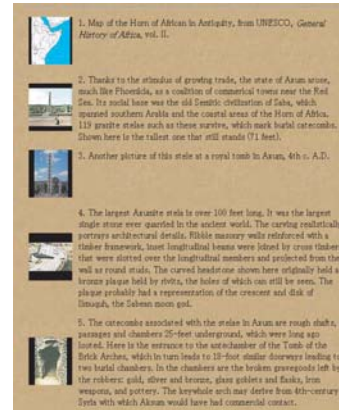 1. Map of the Horn of African in Antiquity, from UNESCO, General
History of Africa, vol. II.
2. Thanks to the stimulus of growing trade, the state of Axum arose,
much like Phoenicia, as a coalition of commerical towns near the Red
Sea. Its social base was the old Semitic civilization of Saba, which
spanned southern Arabia and the coastal areas of the Horn of Africa.
119 granite stelae such as these survive, which mark burial catecombs.
Shown here is the tallest one that still stands (71 feet).
3. Another picture of this stele at a royal tomb in Axum, 4th c. A.D.
4. The largest Axumite stela is over 100 feet long. It was the largest
single stone ever quarried in the ancient world. The carving realistically
portrays architectural details. Ribble masonry walls reinforced with a
timber framework, inset longitudinal beams were joined by cross timber
that were slotted over the longitudinal members and projected from the
wall as round studs. The curved headstone shown here originally held a
bronze plaque held by rivits, the holes of which can still be seen. The
plaque probably had a representation of the crescent and disk of
Ilmuqah, the Sabean moon god.
5. The catecombs associated with the stelae in Axum are rough shafts,
passages and chambers 25-feet underground, which were long ago
looted. Here is the entrance to the antechamber of the Tomb of the
Brick Arches, which in turn leads to 18-foot similar doorways leading to
two burial chambers. In the chambers are the broken gravegoods left by
the robbers: gold, silver and bronze, glass goblets and flasks, iron
weapons, and pottery. The keywhole arch may derive from 4th-century
Syria with which Aksum would have had commercial contact.